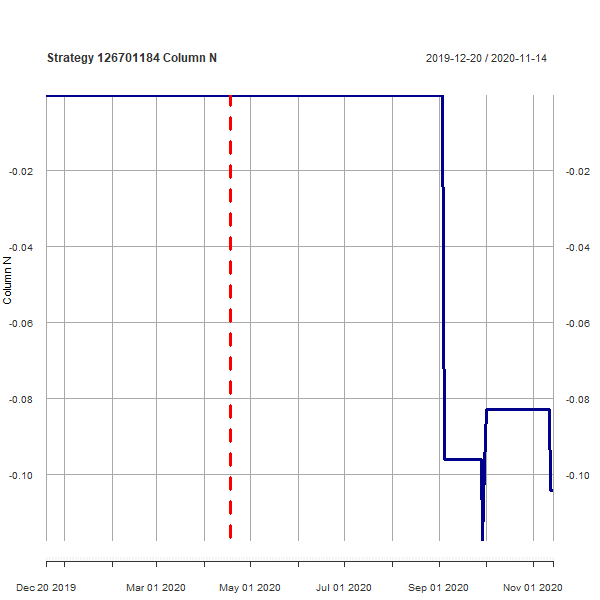 Strategy 126701184 Column N
2019-12-20 / 2020-11-14
-0.02 -0.02
-0.04 -0.04
Column N
-0.06 -0.06
-0.08 -0.08
-0.10 -0.10
Dec 20 2019 Mar 01 2020 May 01 2020 Jul 01 2020 Sep 01 2020 Nov 01 2020